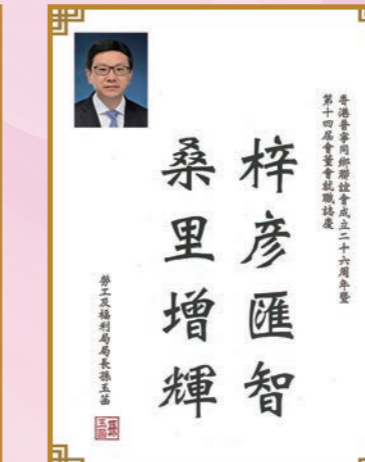 香港普寧同鄉聯誼會成立二十六周年暨
第十四屆會董會就職誌慶
梓彥匯智
桑里增輝
勞工及福利局局長孫玉菡